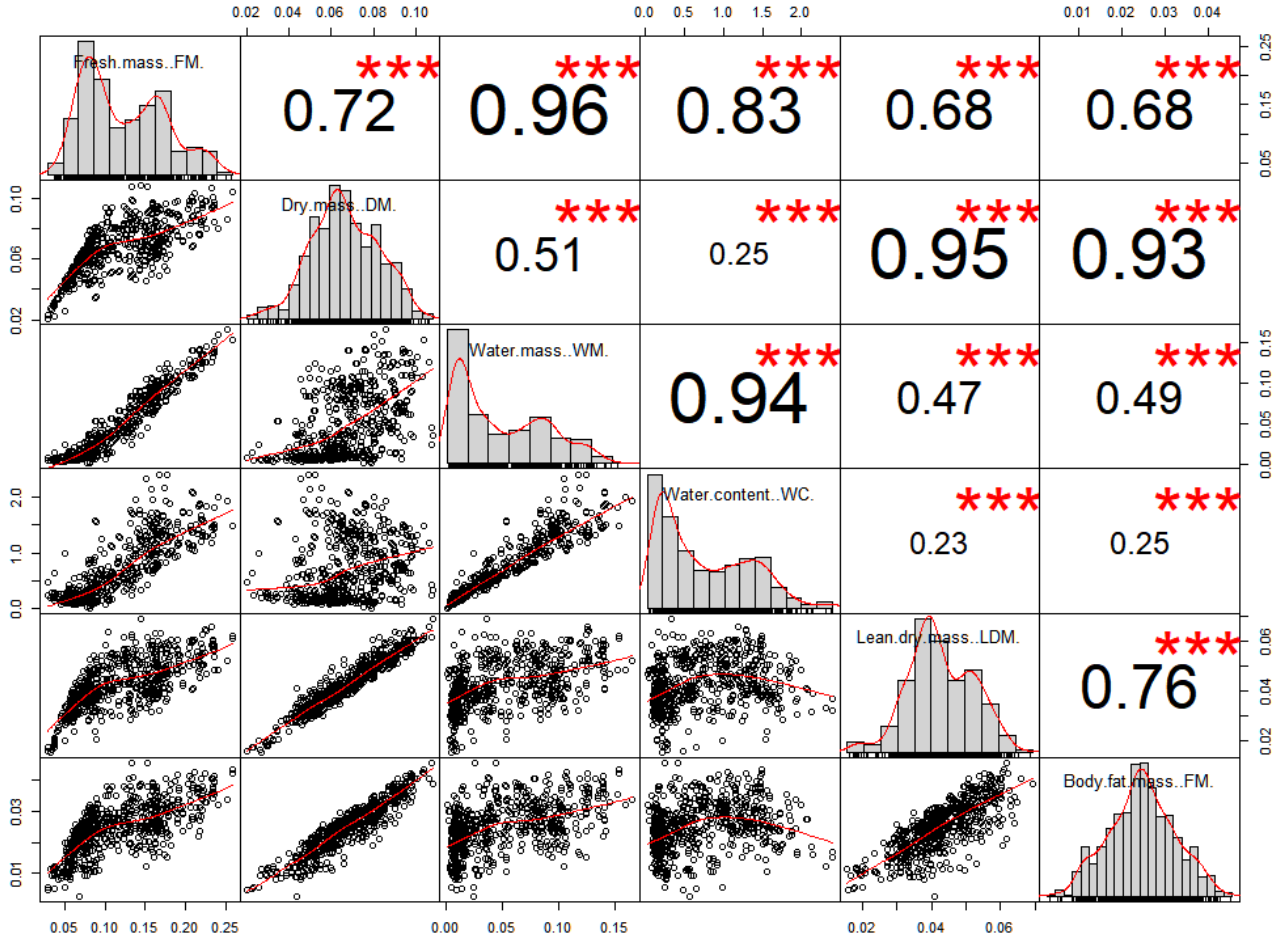 0.02 0.04 0.06 0.08 0.10 0.0 0.5 1.0 1.5 2.0 0.01 0.02 0.03 0.04
Fresh.mass..FM. *** *** *** *** ***
0.72 0.96 0.83 0.68 0.68
0.05 0.15 0.25
Dry.mass..DM. *** *** *** ***
0.51 0.25 0.95 0.93
0.02 0.06 0.10
Water.mass..WM. *** *** ***
0.94 0.47 0.49
0.00 0.05 0.10 0.15
Water.content..WC. *** ***
0.23 0.25
0.0 1.0 2.0
Lean.dry.mass..LDM. ***
0.76
0.02 0.04 0.06
Body.fat.mass..FM.
0.01 0.03
0.05 0.10 0.15 0.20 0.25 0.00 0.05 0.10 0.15 0.02 0.04 0.06